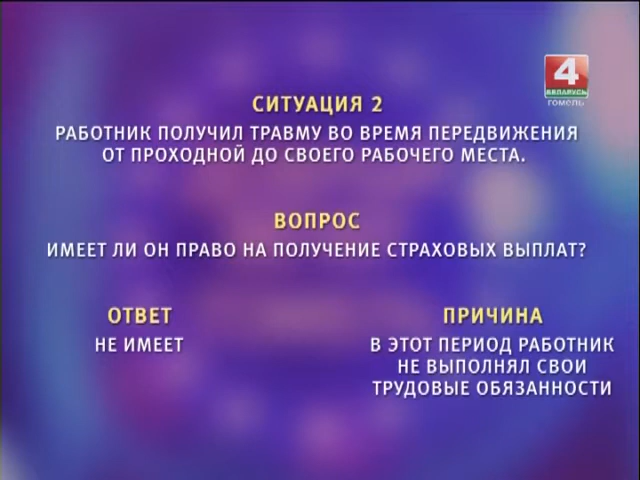 4
БЕЛАРУСЬ
ГОМЕЛЬ
СИТУАЦИЯ 2
РАБОТНИК ПОЛУЧИЛ ТРАВМУ ВО ВРЕМЯ ПЕРЕДВИЖЕНИЯ
ОТ ПРОХОДНОЙ ДО СВОЕГО РАБОЧЕГО МЕСТА.
ВОПРОС
ИМЕЕТ ЛИ ОН ПРАВО НА ПОЛУЧЕНИЕ СТРАХОВЫХ ВЫПЛАТ?
ОТВЕТ
НЕ ИМЕЕТ
ПРИЧИНА
В ЭТОТ ПЕРИОД РАБОТНИК
НЕ ВЫПОЛНЯЛ СВОИ
ТРУДОВЫЕ ОБЯЗАННОСТИ